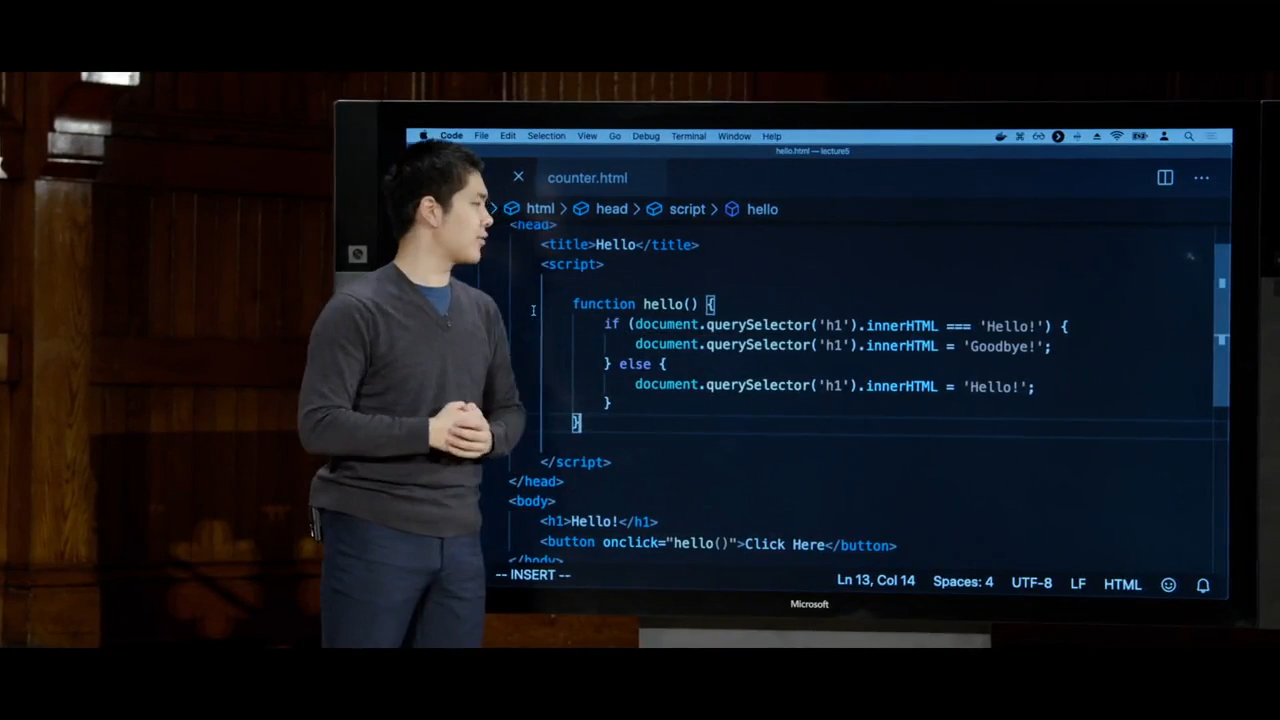 Code File Edit Selection View Go Debug Terminal Window Help
hello.html — lecture5
counter.html
html > head > script > hello
<head>
<title>Hello</title>
<script>
function hello() {
if (document.querySelector('h1').innerHTML === 'Hello!') {
document.querySelector('h1').innerHTML = 'Goodbye!';
} else {
document.querySelector('h1').innerHTML = 'Hello!';
}
}
</script>
</head>
<body>
<h1>Hello!</h1>
<button onclick="hello()">Click Here</button>
</body>
-- INSERT -- Ln 13, Col 14 Spaces: 4 UTF-8 LF HTML
Microsoft